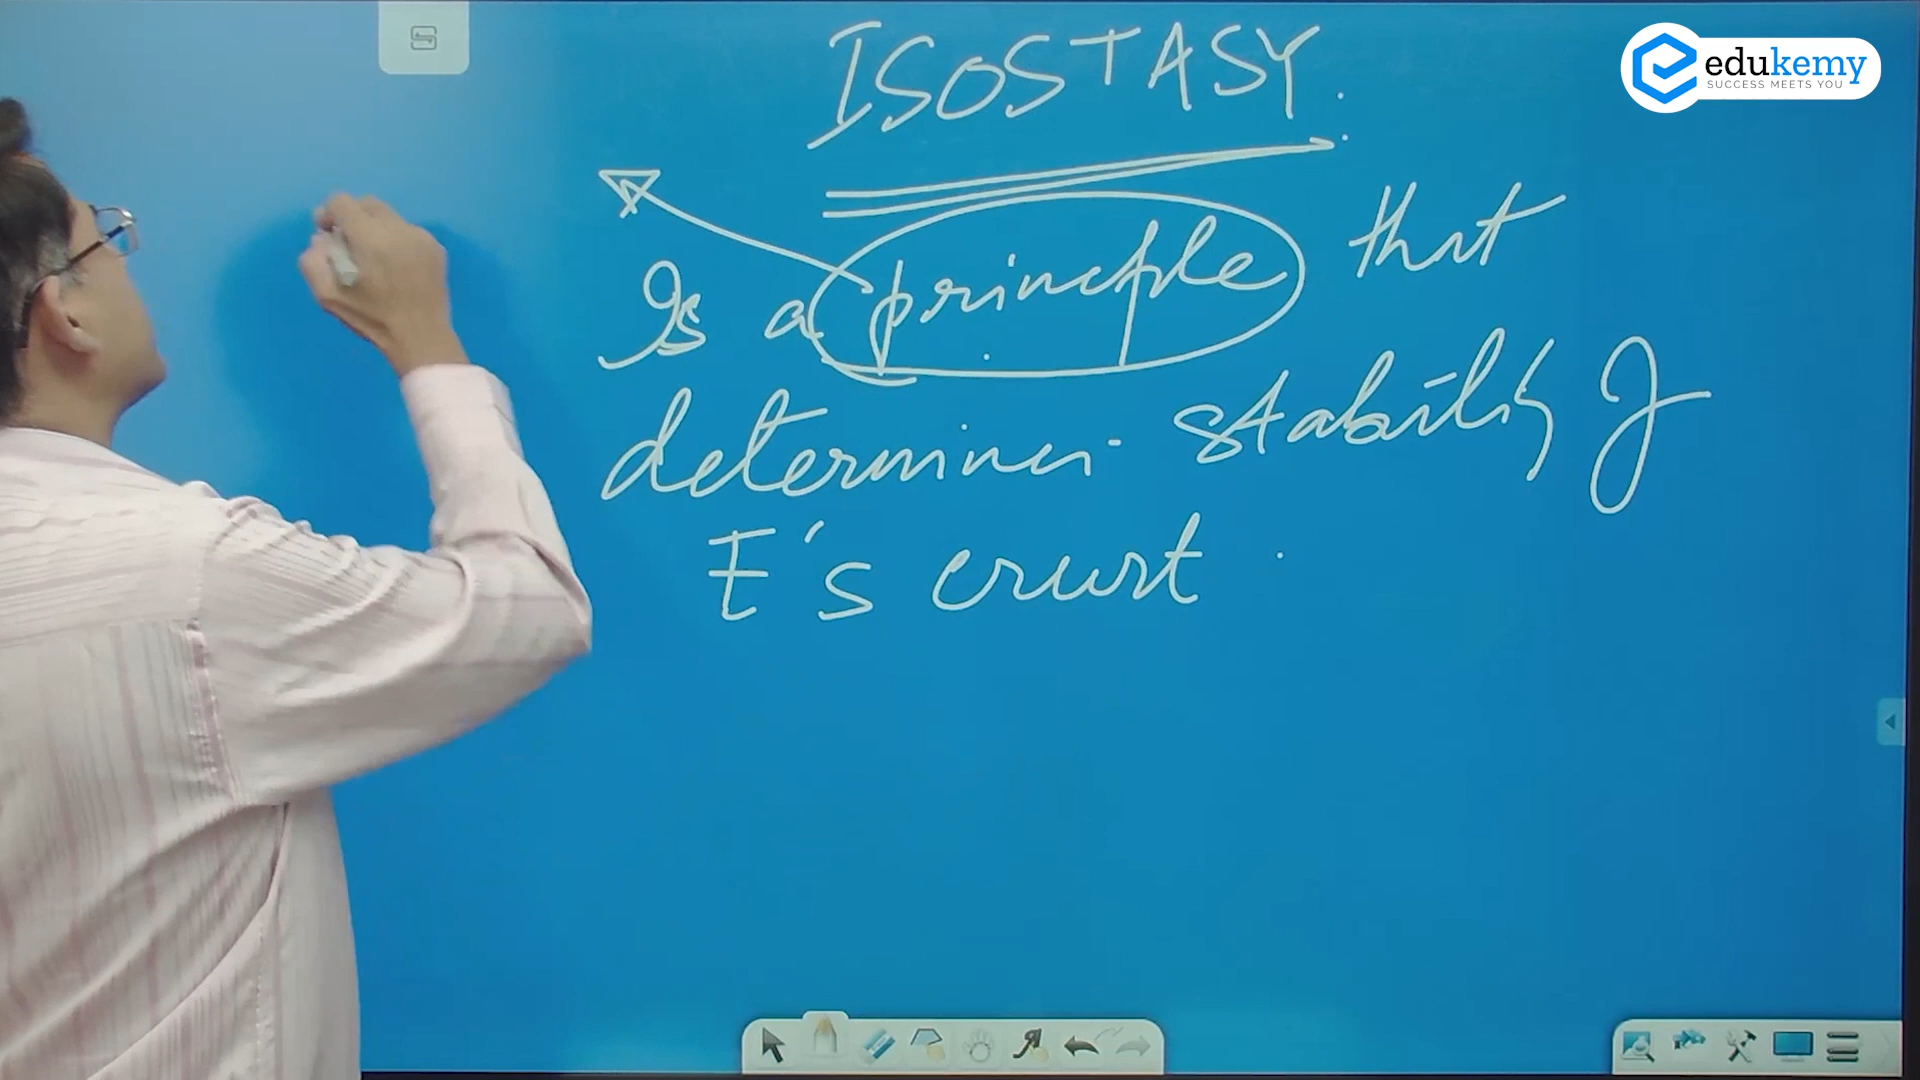 ISOSTASY.
edukemy
SUCCESS MEETS YOU
Is a principle that
determines stability of
E's crust.